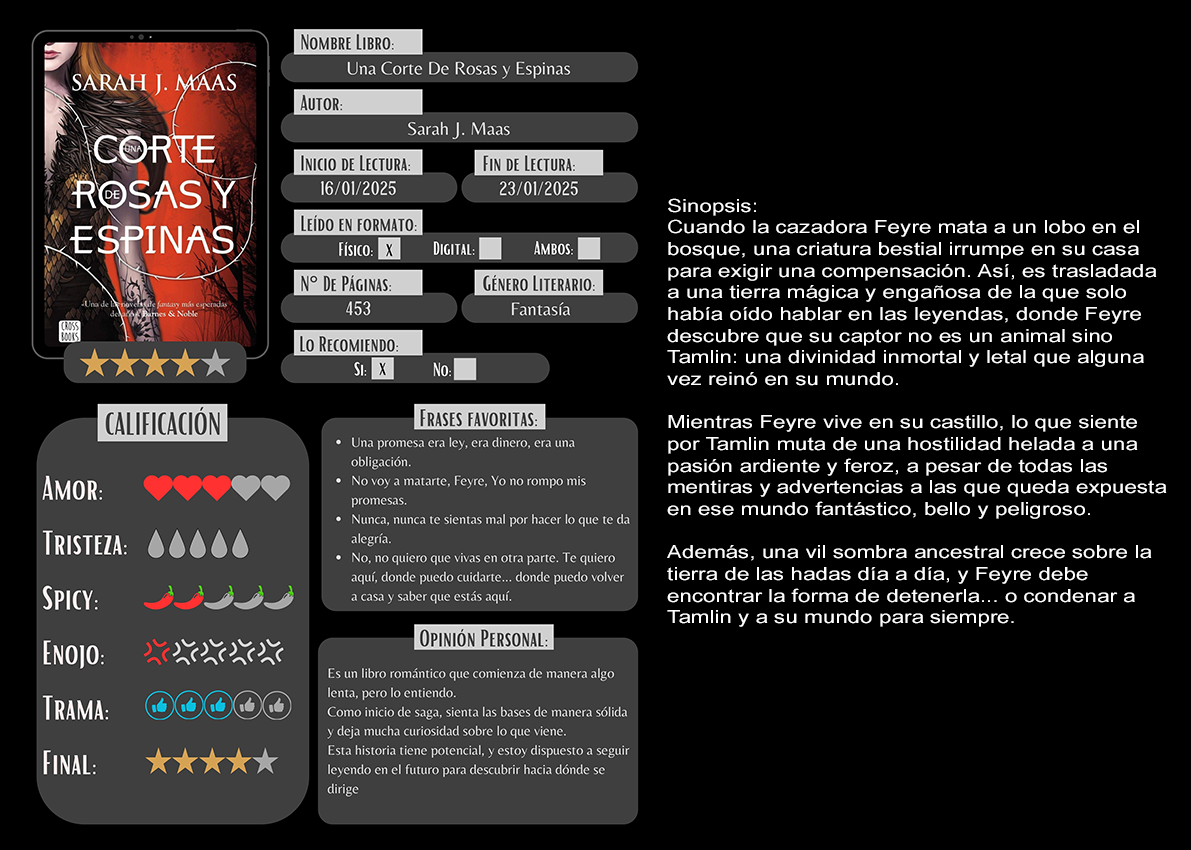 SARAH J. MAAS
UNA
CORTE
DE
ROSAS Y
ESPINAS
«Una de las novelas de fantasy más esperadas
del año.» Barnes & Noble
CROSS
BOOKS
Nombre Libro:
Una Corte De Rosas y Espinas
Autor:
Sarah J. Maas
Inicio de Lectura:
16/01/2025
Fin de Lectura:
23/01/2025
Leído en formato:
Físico: X Digital: Ambos:
N° De Páginas:
453
Género Literario:
Fantasía
Lo Recomiendo:
Si: X No:
CALIFICACIÓN
Amor:
Tristeza:
Spicy:
Enojo:
Trama:
Final:
Frases favoritas:
• Una promesa era ley, era dinero, era una
obligación.
• No voy a matarte, Feyre, Yo no rompo mis
promesas.
• Nunca, nunca te sientas mal por hacer lo que te da
alegría.
• No, no quiero que vivas en otra parte. Te quiero
aquí, donde puedo cuidarte... donde puedo volver
a casa y saber que estás aquí.
Opinión Personal:
Es un libro romántico que comienza de manera algo
lenta, pero lo entiendo.
Como inicio de saga, sienta las bases de manera sólida
y deja mucha curiosidad sobre lo que viene.
Esta historia tiene potencial, y estoy dispuesto a seguir
leyendo en el futuro para descubrir hacia dónde se
dirige
Sinopsis:
Cuando la cazadora Feyre mata a un lobo en el
bosque, una criatura bestial irrumpe en su casa
para exigir una compensación. Así, es trasladada
a una tierra mágica y engañosa de la que solo
había oído hablar en las leyendas, donde Feyre
descubre que su captor no es un animal sino
Tamlin: una divinidad inmortal y letal que alguna
vez reinó en su mundo.
Mientras Feyre vive en su castillo, lo que siente
por Tamlin muta de una hostilidad helada a una
pasión ardiente y feroz, a pesar de todas las
mentiras y advertencias a las que queda expuesta
en ese mundo fantástico, bello y peligroso.
Además, una vil sombra ancestral crece sobre la
tierra de las hadas día a día, y Feyre debe
encontrar la forma de detenerla... o condenar a
Tamlin y a su mundo para siempre.